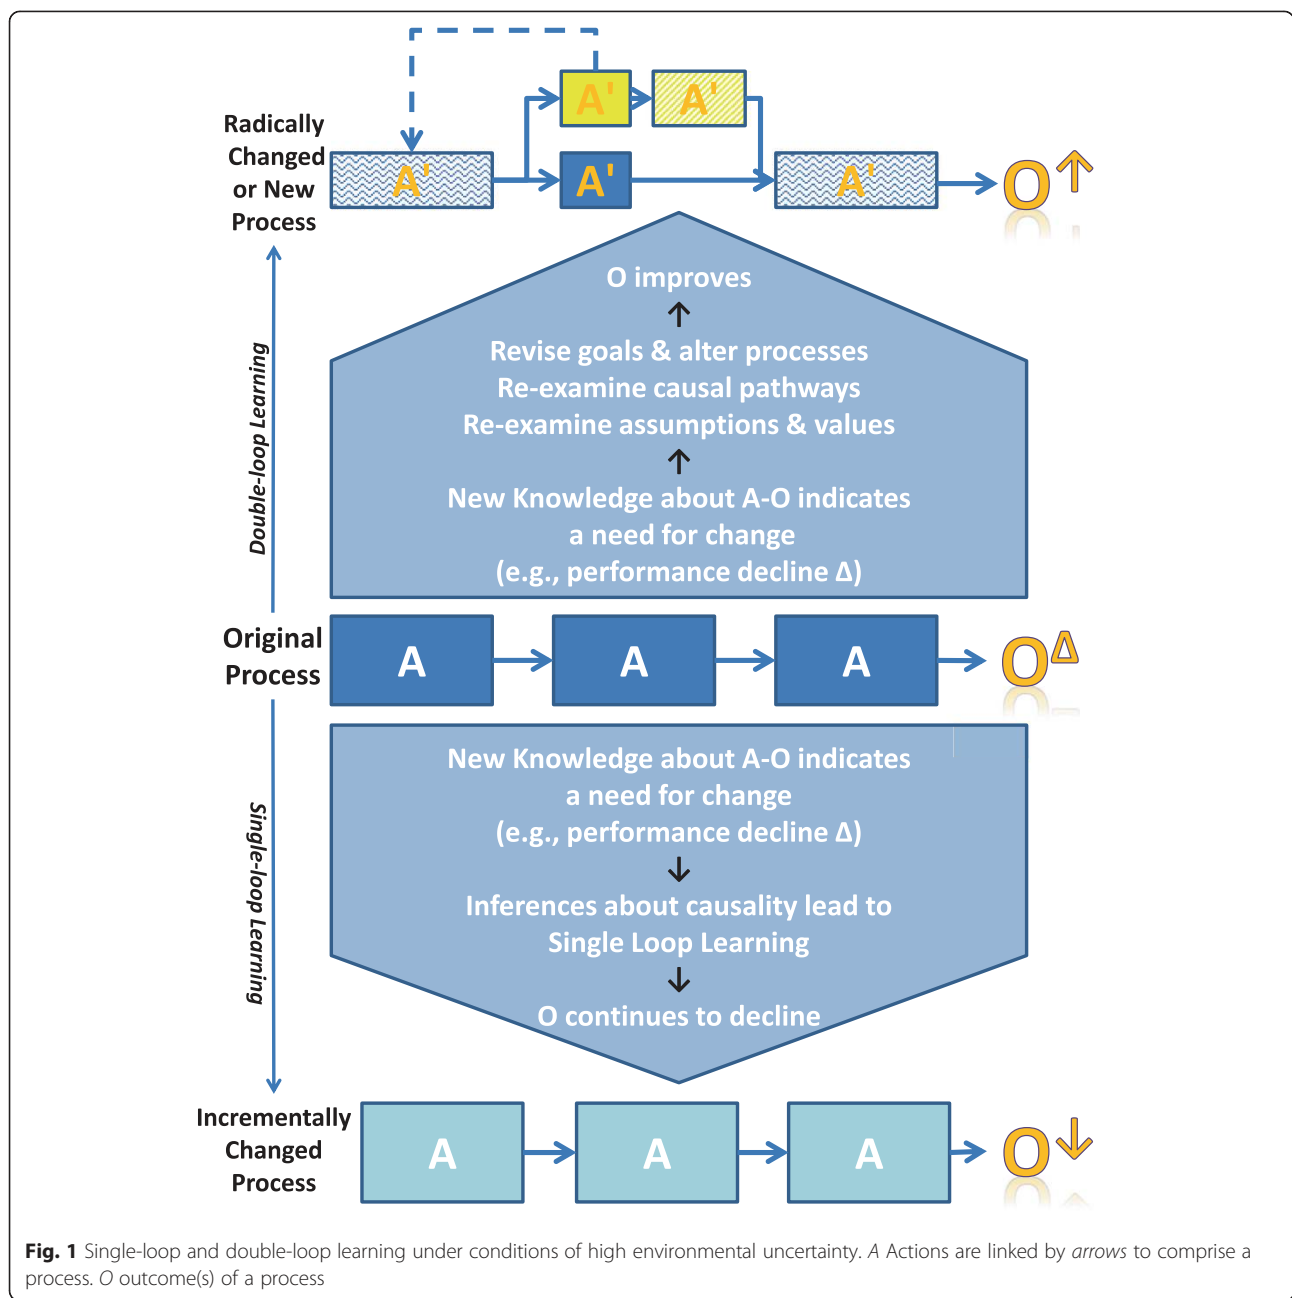 A' A'
Radically
Changed
or New
Process
A' A' A' O↑
O improves
↑
Revise goals & alter processes
Re-examine causal pathways
Re-examine assumptions & values
↑
New Knowledge about A-O indicates
a need for change
(e.g., performance decline Δ)
Double-loop Learning
Original
Process
A A A OΔ
New Knowledge about A-O indicates
a need for change
(e.g., performance decline Δ)
↓
Inferences about causality lead to
Single Loop Learning
↓
O continues to decline
Single-loop Learning
Incrementally
Changed
Process
A A A O↓
Fig. 1 Single-loop and double-loop learning under conditions of high environmental uncertainty. A Actions are linked by arrows to comprise a
process. O outcome(s) of a process